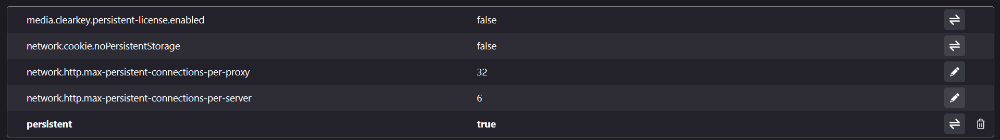 media.clearkey.persistent-license.enabled false
network.cookie.noPersistentStorage false
network.http.max-persistent-connections-per-proxy 32
network.http.max-persistent-connections-per-server 6
persistent true